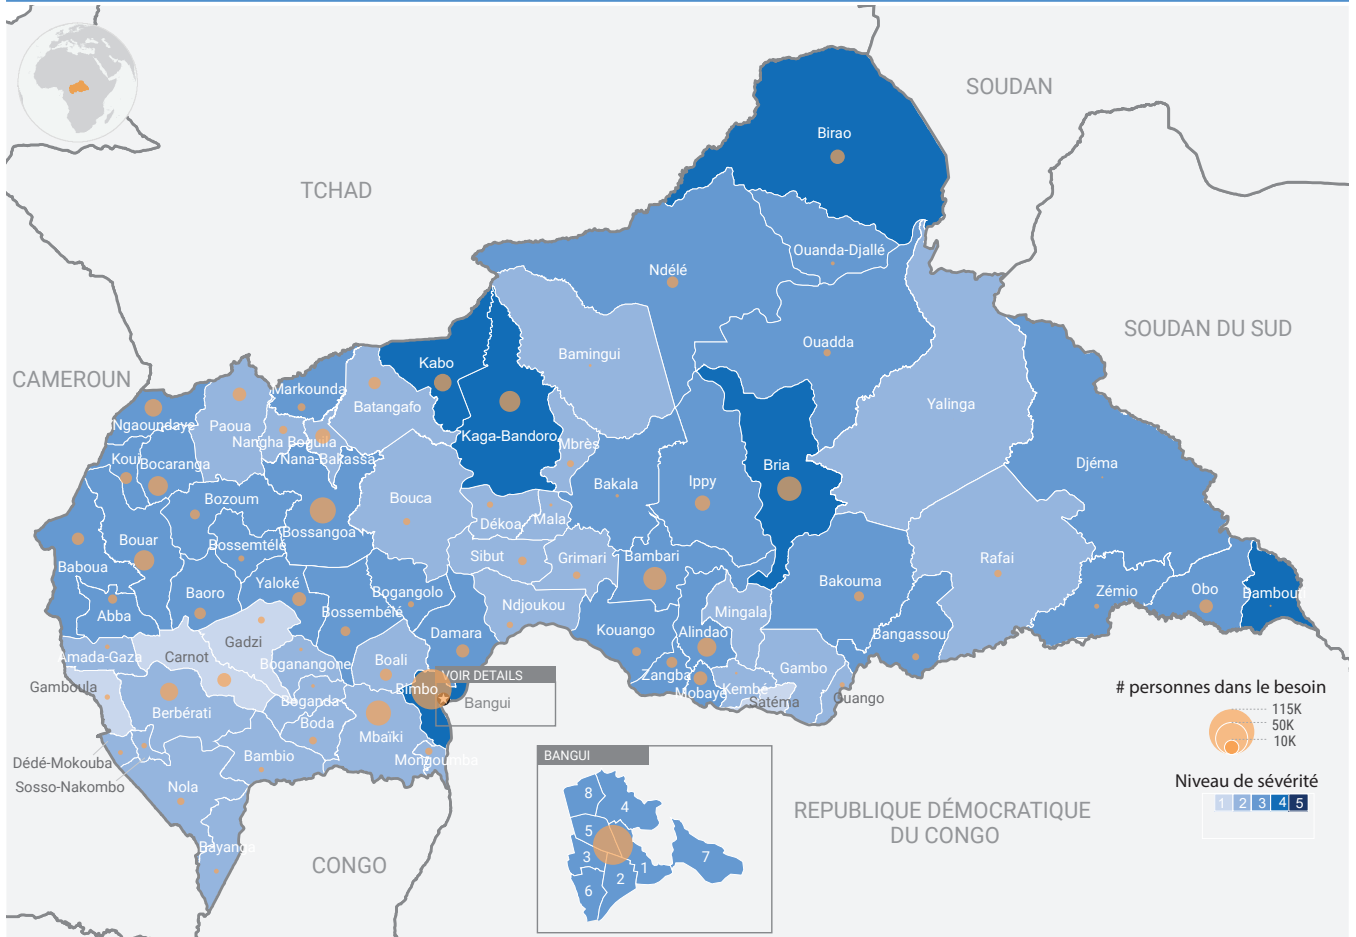 SOUDAN
Birao
TCHAD
Ouanda-Djallé
Ndélé
SOUDAN DU SUD
Ouadda
Bamingui
Kabo
CAMEROUN
Markounda
Batangafo
Yalinga
Ngaoundaye
Paoua
Nangha Boguila
Kaga-Bandoro
Mbrès
Koui
Bocaranga
Nana-Bakassa
Bria
Djéma
Ippy
Bakala
Bozoum
Bouca
Dékoa
Mala
Bossangoa
Bouar
Bossemtélé
Sibut
Grimari
Bambari
Rafai
Baboua
Yaloké
Bakouma
Zémio
Obo
Bambouti
Baoro
Bogangolo
Abba
Bossembélé
Ndjoukou
Mingala
Kouango
Alindao
Bangassou
Damara
Gadzi
Carnot
Amada-Gaza
Boganangone
Boali
Gambo
Zangba
Kembé
Gamboula
Bimbo
VOIR DETAILS
Mobaye
Satéma
Ouango
Boganda
Bangui
Berbérati
Boda
Mbaïki
Bambio
Mongoumba
Dédé-Mokouba
Sosso-Nakombo
Nola
Bayanga
CONGO
# personnes dans le besoin
115K
50K
10K
Niveau de sévérité
1 2 3 4 5
REPUBLIQUE DÉMOCRATIQUE
DU CONGO
BANGUI
8
4
5
3
1
7
2
6